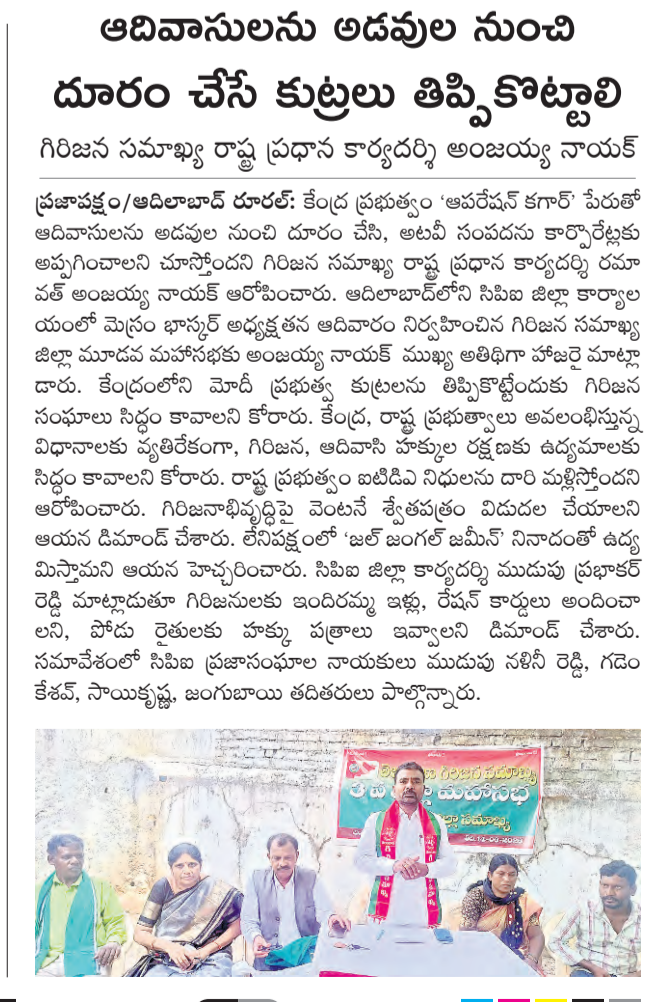 ఆదివాసులను అడవుల నుంచి
దూరం చేసే కుట్రలు తిప్పికొట్టాలి
గిరిజన సమాఖ్య రాష్ట్ర ప్రధాన కార్యదర్శి అంజయ్య నాయక్
ప్రజాపక్షం/ఆదిలాబాద్ రూరల్: కేంద్ర ప్రభుత్వం ‘ఆపరేషన్ కగార్’ పేరుతో
ఆదివాసులను అడవుల నుంచి దూరం చేసి, అటవీ సంపదను కార్పొరేట్లకు
అప్పగించాలని చూస్తోందని గిరిజన సమాఖ్య రాష్ట్ర ప్రధాన కార్యదర్శి రమా
వత్ అంజయ్య నాయక్ ఆరోపించారు. ఆదిలాబాద్‌లోని సిపిఐ జిల్లా కార్యాల
యంలో మెస్రం భాస్కర్ అధ్యక్షతన ఆదివారం నిర్వహించిన గిరిజన సమాఖ్య
జిల్లా మూడవ మహాసభకు అంజయ్య నాయక్ ముఖ్య అతిథిగా హాజరై మాట్లా
డారు. కేంద్రంలోని మోదీ ప్రభుత్వ కుట్రలను తిప్పికొట్టేందుకు గిరిజన
సంఘాలు సిద్ధం కావాలని కోరారు. కేంద్ర, రాష్ట్ర ప్రభుత్వాలు అవలంభిస్తున్న
విధానాలకు వ్యతిరేకంగా, గిరిజన, ఆదివాసి హక్కుల రక్షణకు ఉద్యమాలకు
సిద్ధం కావాలని కోరారు. రాష్ట్ర ప్రభుత్వం ఐటిడిఎ నిధులను దారి మళ్లిస్తోందని
ఆరోపించారు. గిరిజనాభివృద్ధిపై వెంటనే శ్వేతపత్రం విడుదల చేయాలని
ఆయన డిమాండ్ చేశారు. లేనిపక్షంలో ‘జల్ జంగల్ జమీన్’ నినాదంతో ఉద్య
మిస్తామని ఆయన హెచ్చరించారు. సిపిఐ జిల్లా కార్యదర్శి ముడుపు ప్రభాకర్
రెడ్డి మాట్లాడుతూ గిరిజనులకు ఇందిరమ్మ ఇళ్లు, రేషన్ కార్డులు అందించా
లని, పోడు రైతులకు హక్కు పత్రాలు ఇవ్వాలని డిమాండ్ చేశారు.
సమావేశంలో సిపిఐ ప్రజాసంఘాల నాయకులు ముడుపు నళినీ రెడ్డి, గడెం
కేశవ్, సాయికృష్ణ, జంగుబాయి తదితరులు పాల్గొన్నారు.
గిరిజన సమాఖ్య
మహాసభ